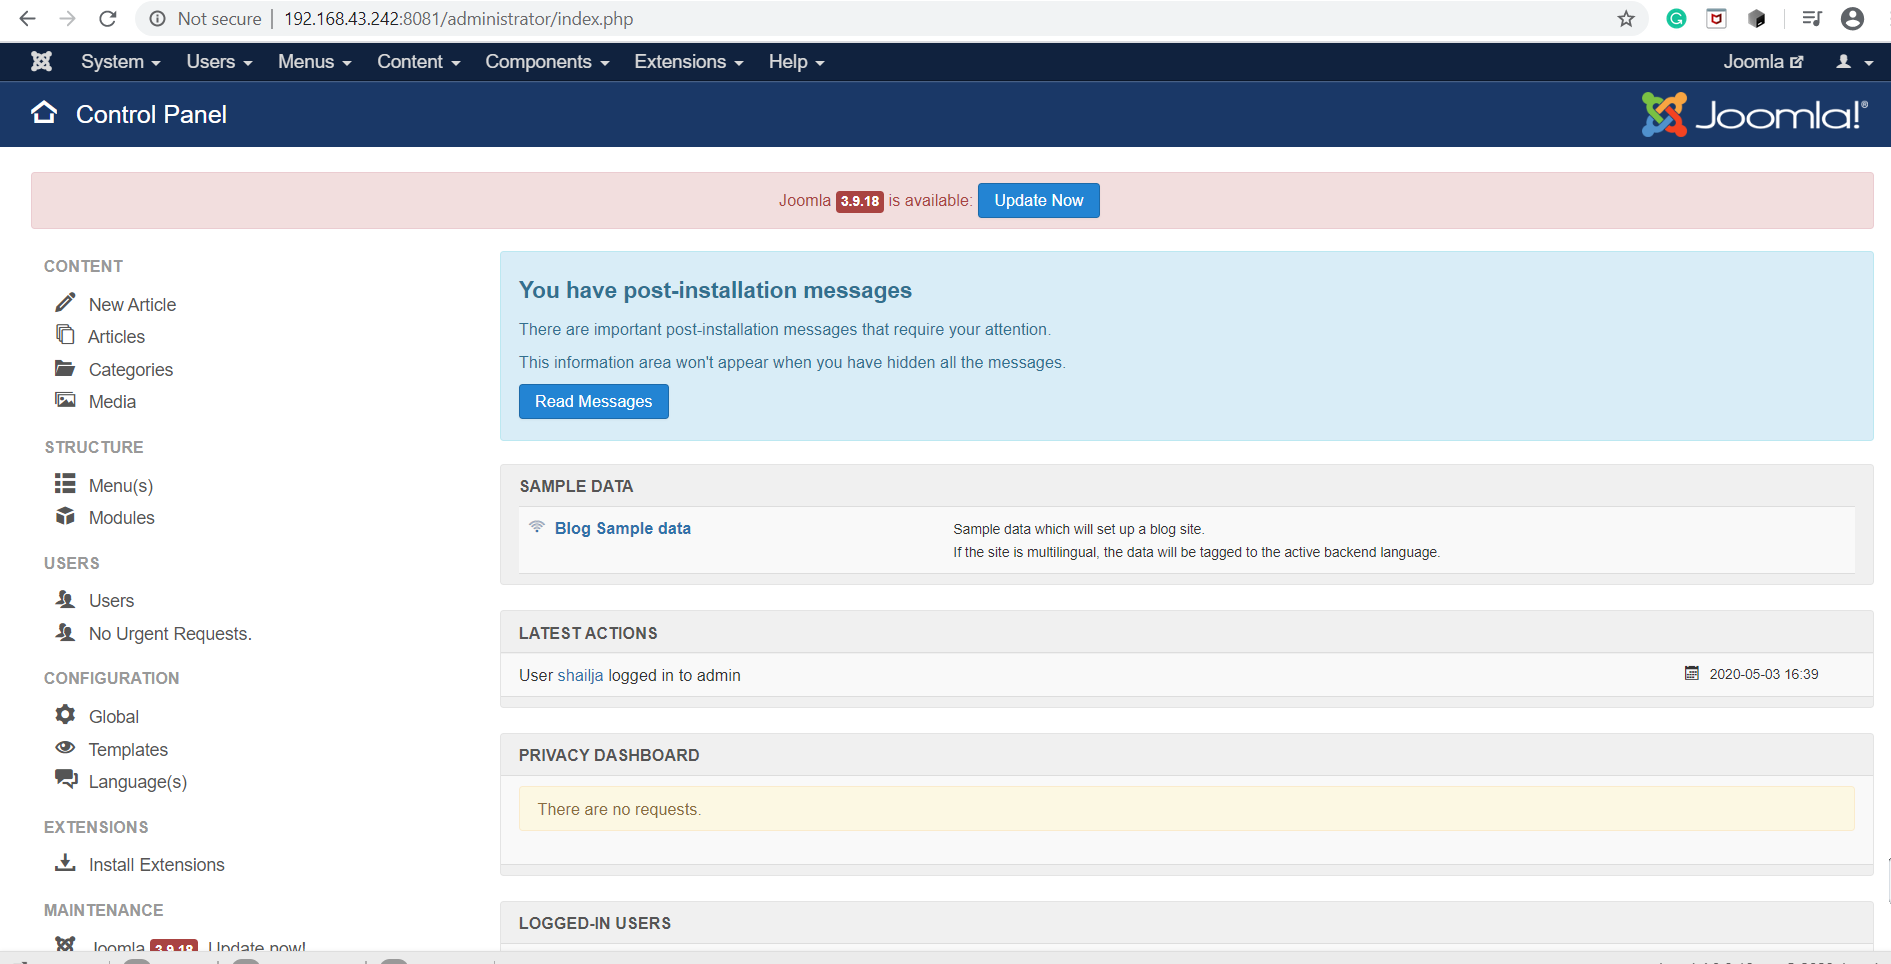 Not secure | 192.168.43.242:8081/administrator/index.php
System Users Menus Content Components Extensions Help Joomla
Control Panel Joomla!®
Joomla 3.9.18 is available: Update Now
CONTENT
New Article
Articles
Categories
Media
STRUCTURE
Menu(s)
Modules
USERS
Users
No Urgent Requests.
CONFIGURATION
Global
Templates
Language(s)
EXTENSIONS
Install Extensions
MAINTENANCE
Joomla 3.9.18 Update now!
You have post-installation messages
There are important post-installation messages that require your attention.
This information area won't appear when you have hidden all the messages.
Read Messages
SAMPLE DATA
Blog Sample data
Sample data which will set up a blog site.
If the site is multilingual, the data will be tagged to the active backend language.
LATEST ACTIONS
User shailja logged in to admin 2020-05-03 16:39
PRIVACY DASHBOARD
There are no requests.
LOGGED-IN USERS